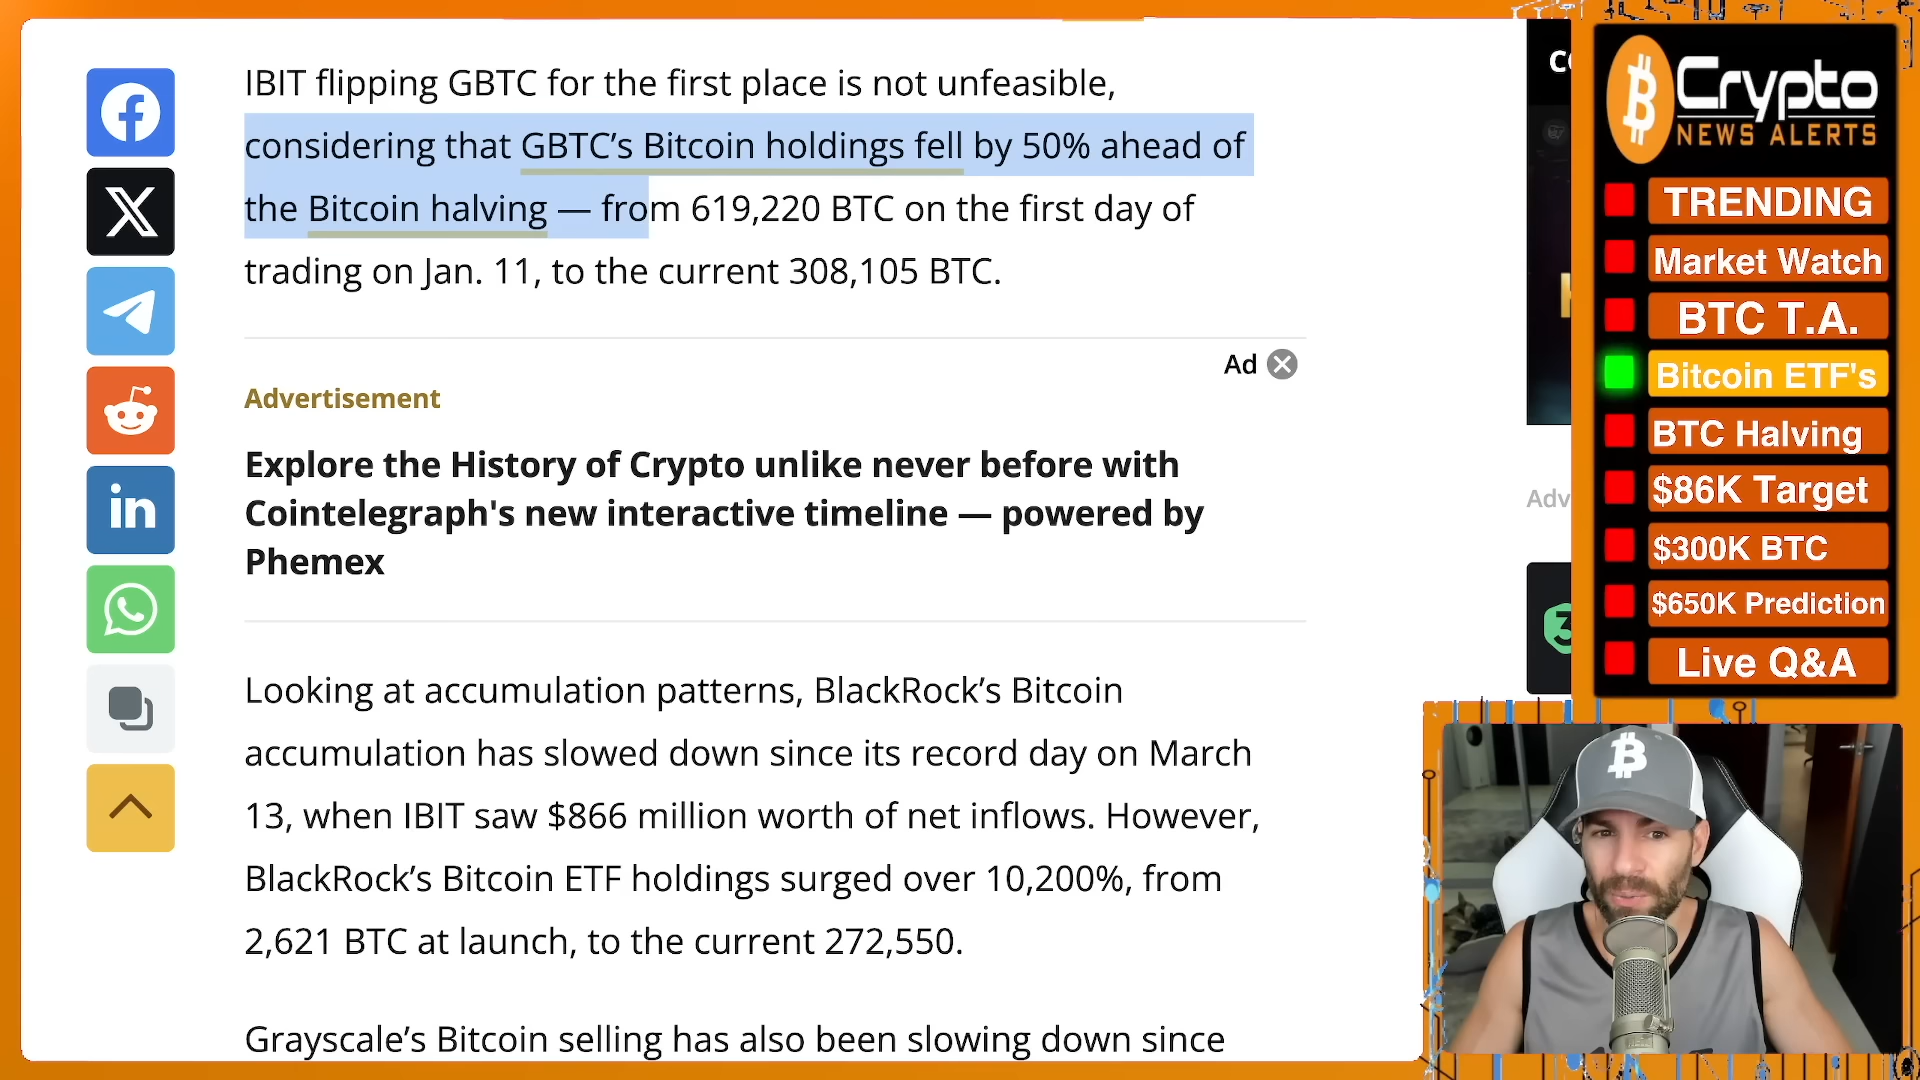 IBIT flipping GBTC for the first place is not unfeasible,
considering that GBTC’s Bitcoin holdings fell by 50% ahead of
the Bitcoin halving — from 619,220 BTC on the first day of
trading on Jan. 11, to the current 308,105 BTC.
Ad
Advertisement
Explore the History of Crypto unlike never before with
Cointelegraph's new interactive timeline — powered by
Phemex
Looking at accumulation patterns, BlackRock’s Bitcoin
accumulation has slowed down since its record day on March
13, when IBIT saw $866 million worth of net inflows. However,
BlackRock’s Bitcoin ETF holdings surged over 10,200%, from
2,621 BTC at launch, to the current 272,550.
Grayscale’s Bitcoin selling has also been slowing down since
Crypto
NEWS ALERTS
TRENDING
Market Watch
BTC T.A.
Bitcoin ETF's
BTC Halving
$86K Target
$300K BTC
$650K Prediction
Live Q&A